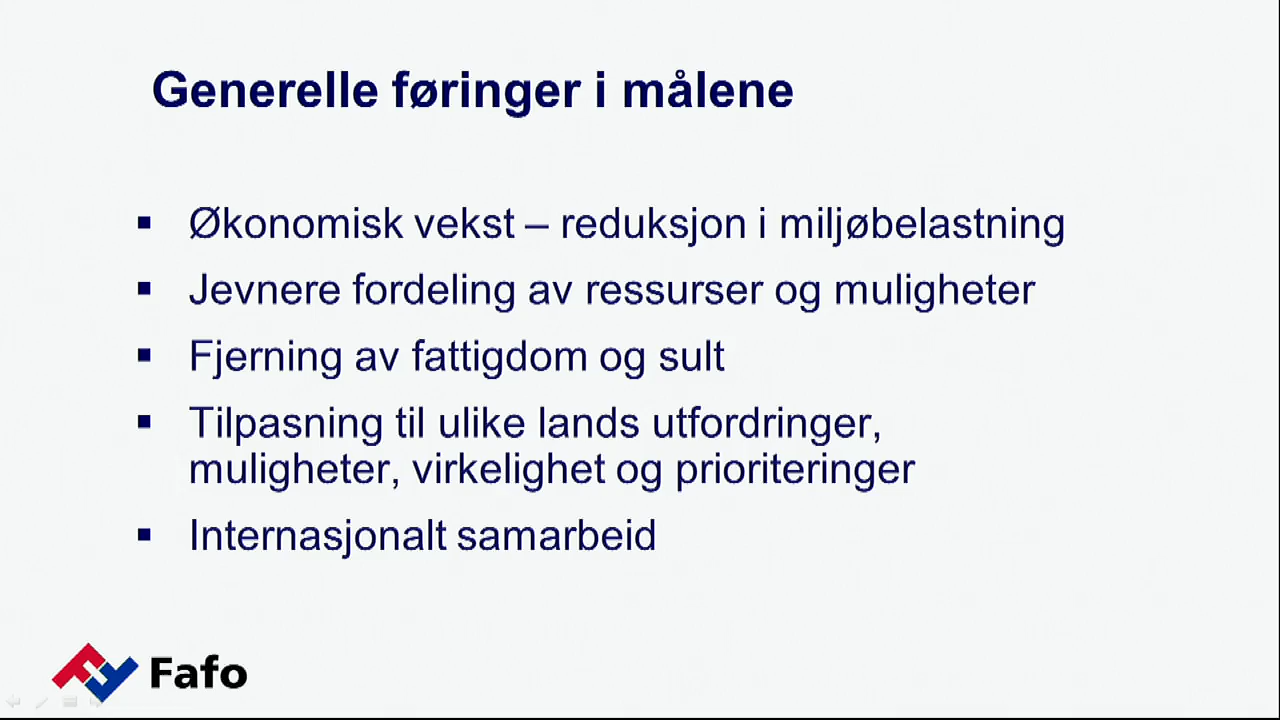 Generelle føringer i målene
▪ Økonomisk vekst – reduksjon i miljøbelastning
▪ Jevnere fordeling av ressurser og muligheter
▪ Fjerning av fattigdom og sult
▪ Tilpasning til ulike lands utfordringer,
muligheter, virkelighet og prioriteringer
▪ Internasjonalt samarbeid
Fafo